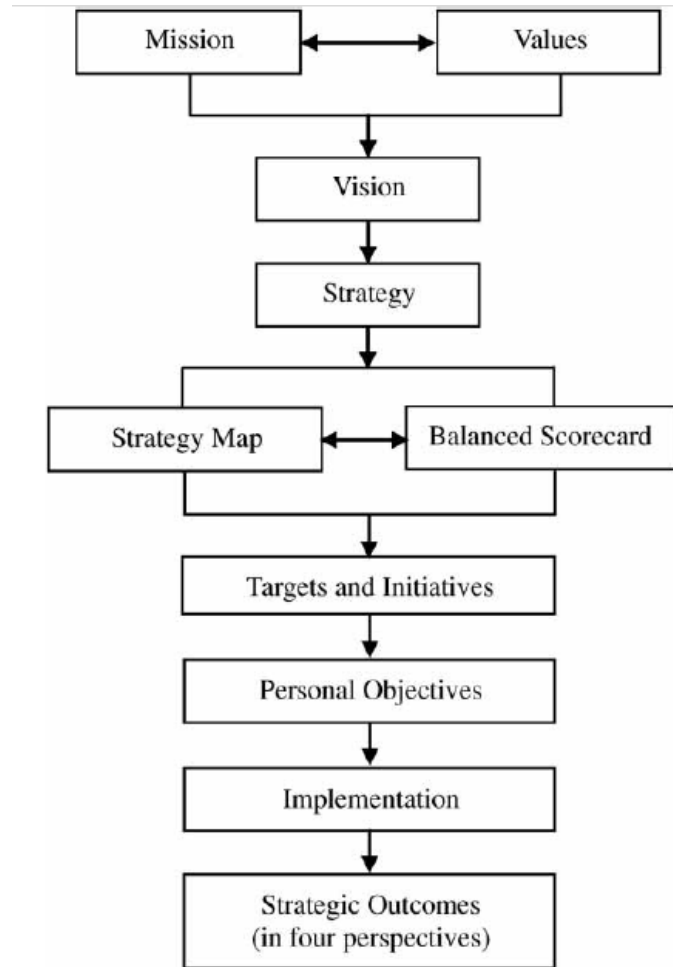 Mission
Values
Vision
Strategy
Strategy Map
Balanced Scorecard
Targets and Initiatives
Personal Objectives
Implementation
Strategic Outcomes
(in four perspectives)